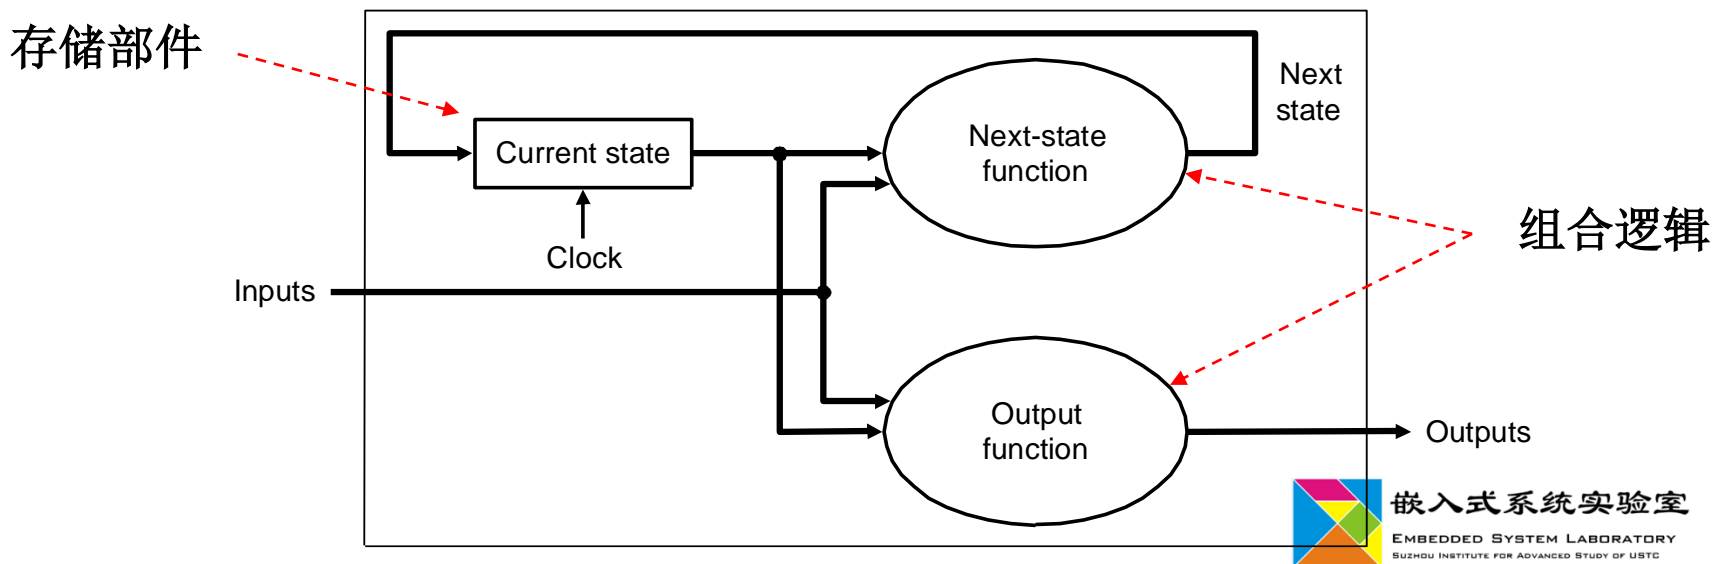 存储部件
Next
state
Current state
Next-state
function
Clock
组合逻辑
Inputs
Output
function
Outputs
嵌入式系统实验室
EMBEDDED SYSTEM LABORATORY
SUZHOU INSTITUTE FOR ADVANCED STUDY OF USTC